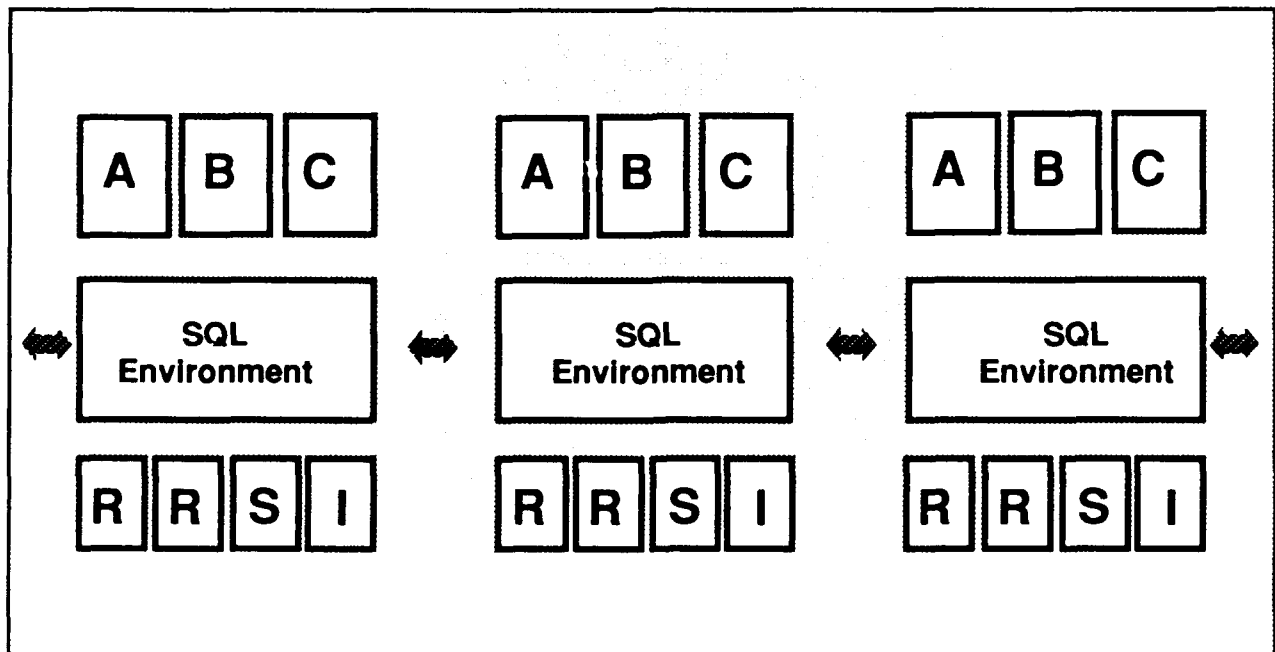 A B C A B C A B C
SQL SQL SQL
Environment Environment Environment
R R S I R R S I R R S I